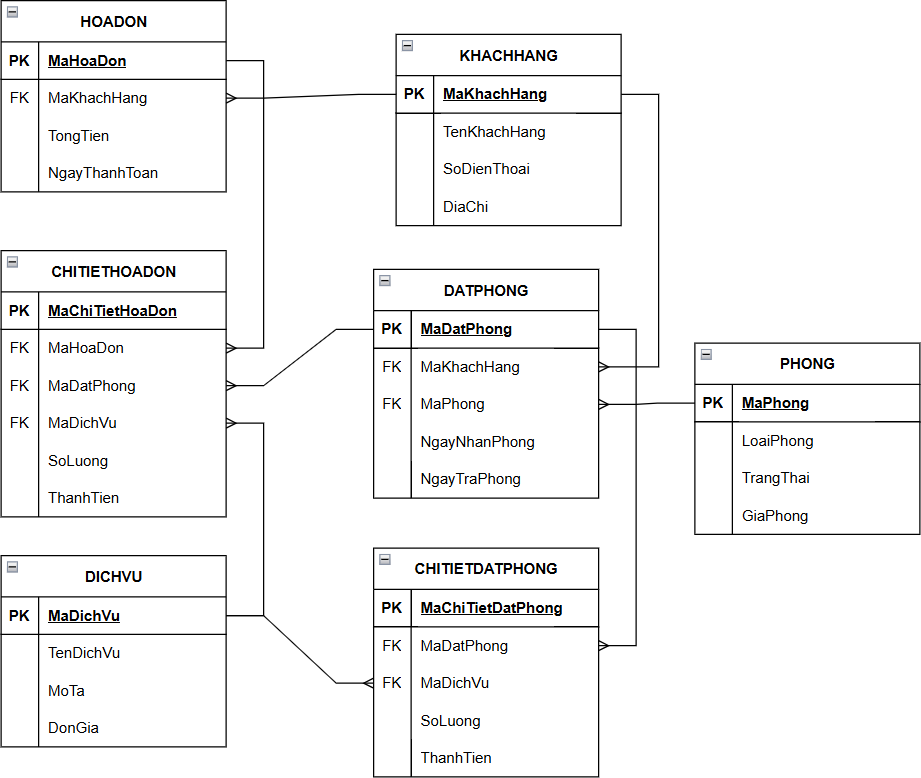 HOADON
PK MaHoaDon
FK MaKhachHang
TongTien
NgayThanhToan
KHACHHANG
PK MaKhachHang
TenKhachHang
SoDienThoai
DiaChi
CHITIETHOADON
PK MaChiTietHoaDon
FK MaHoaDon
FK MaDatPhong
FK MaDichVu
SoLuong
ThanhTien
DATPHONG
PK MaDatPhong
FK MaKhachHang
FK MaPhong
NgayNhanPhong
NgayTraPhong
PHONG
PK MaPhong
LoaiPhong
TrangThai
GiaPhong
DICHVU
PK MaDichVu
TenDichVu
MoTa
DonGia
CHITIETDATPHONG
PK MaChiTietDatPhong
FK MaDatPhong
FK MaDichVu
SoLuong
ThanhTien